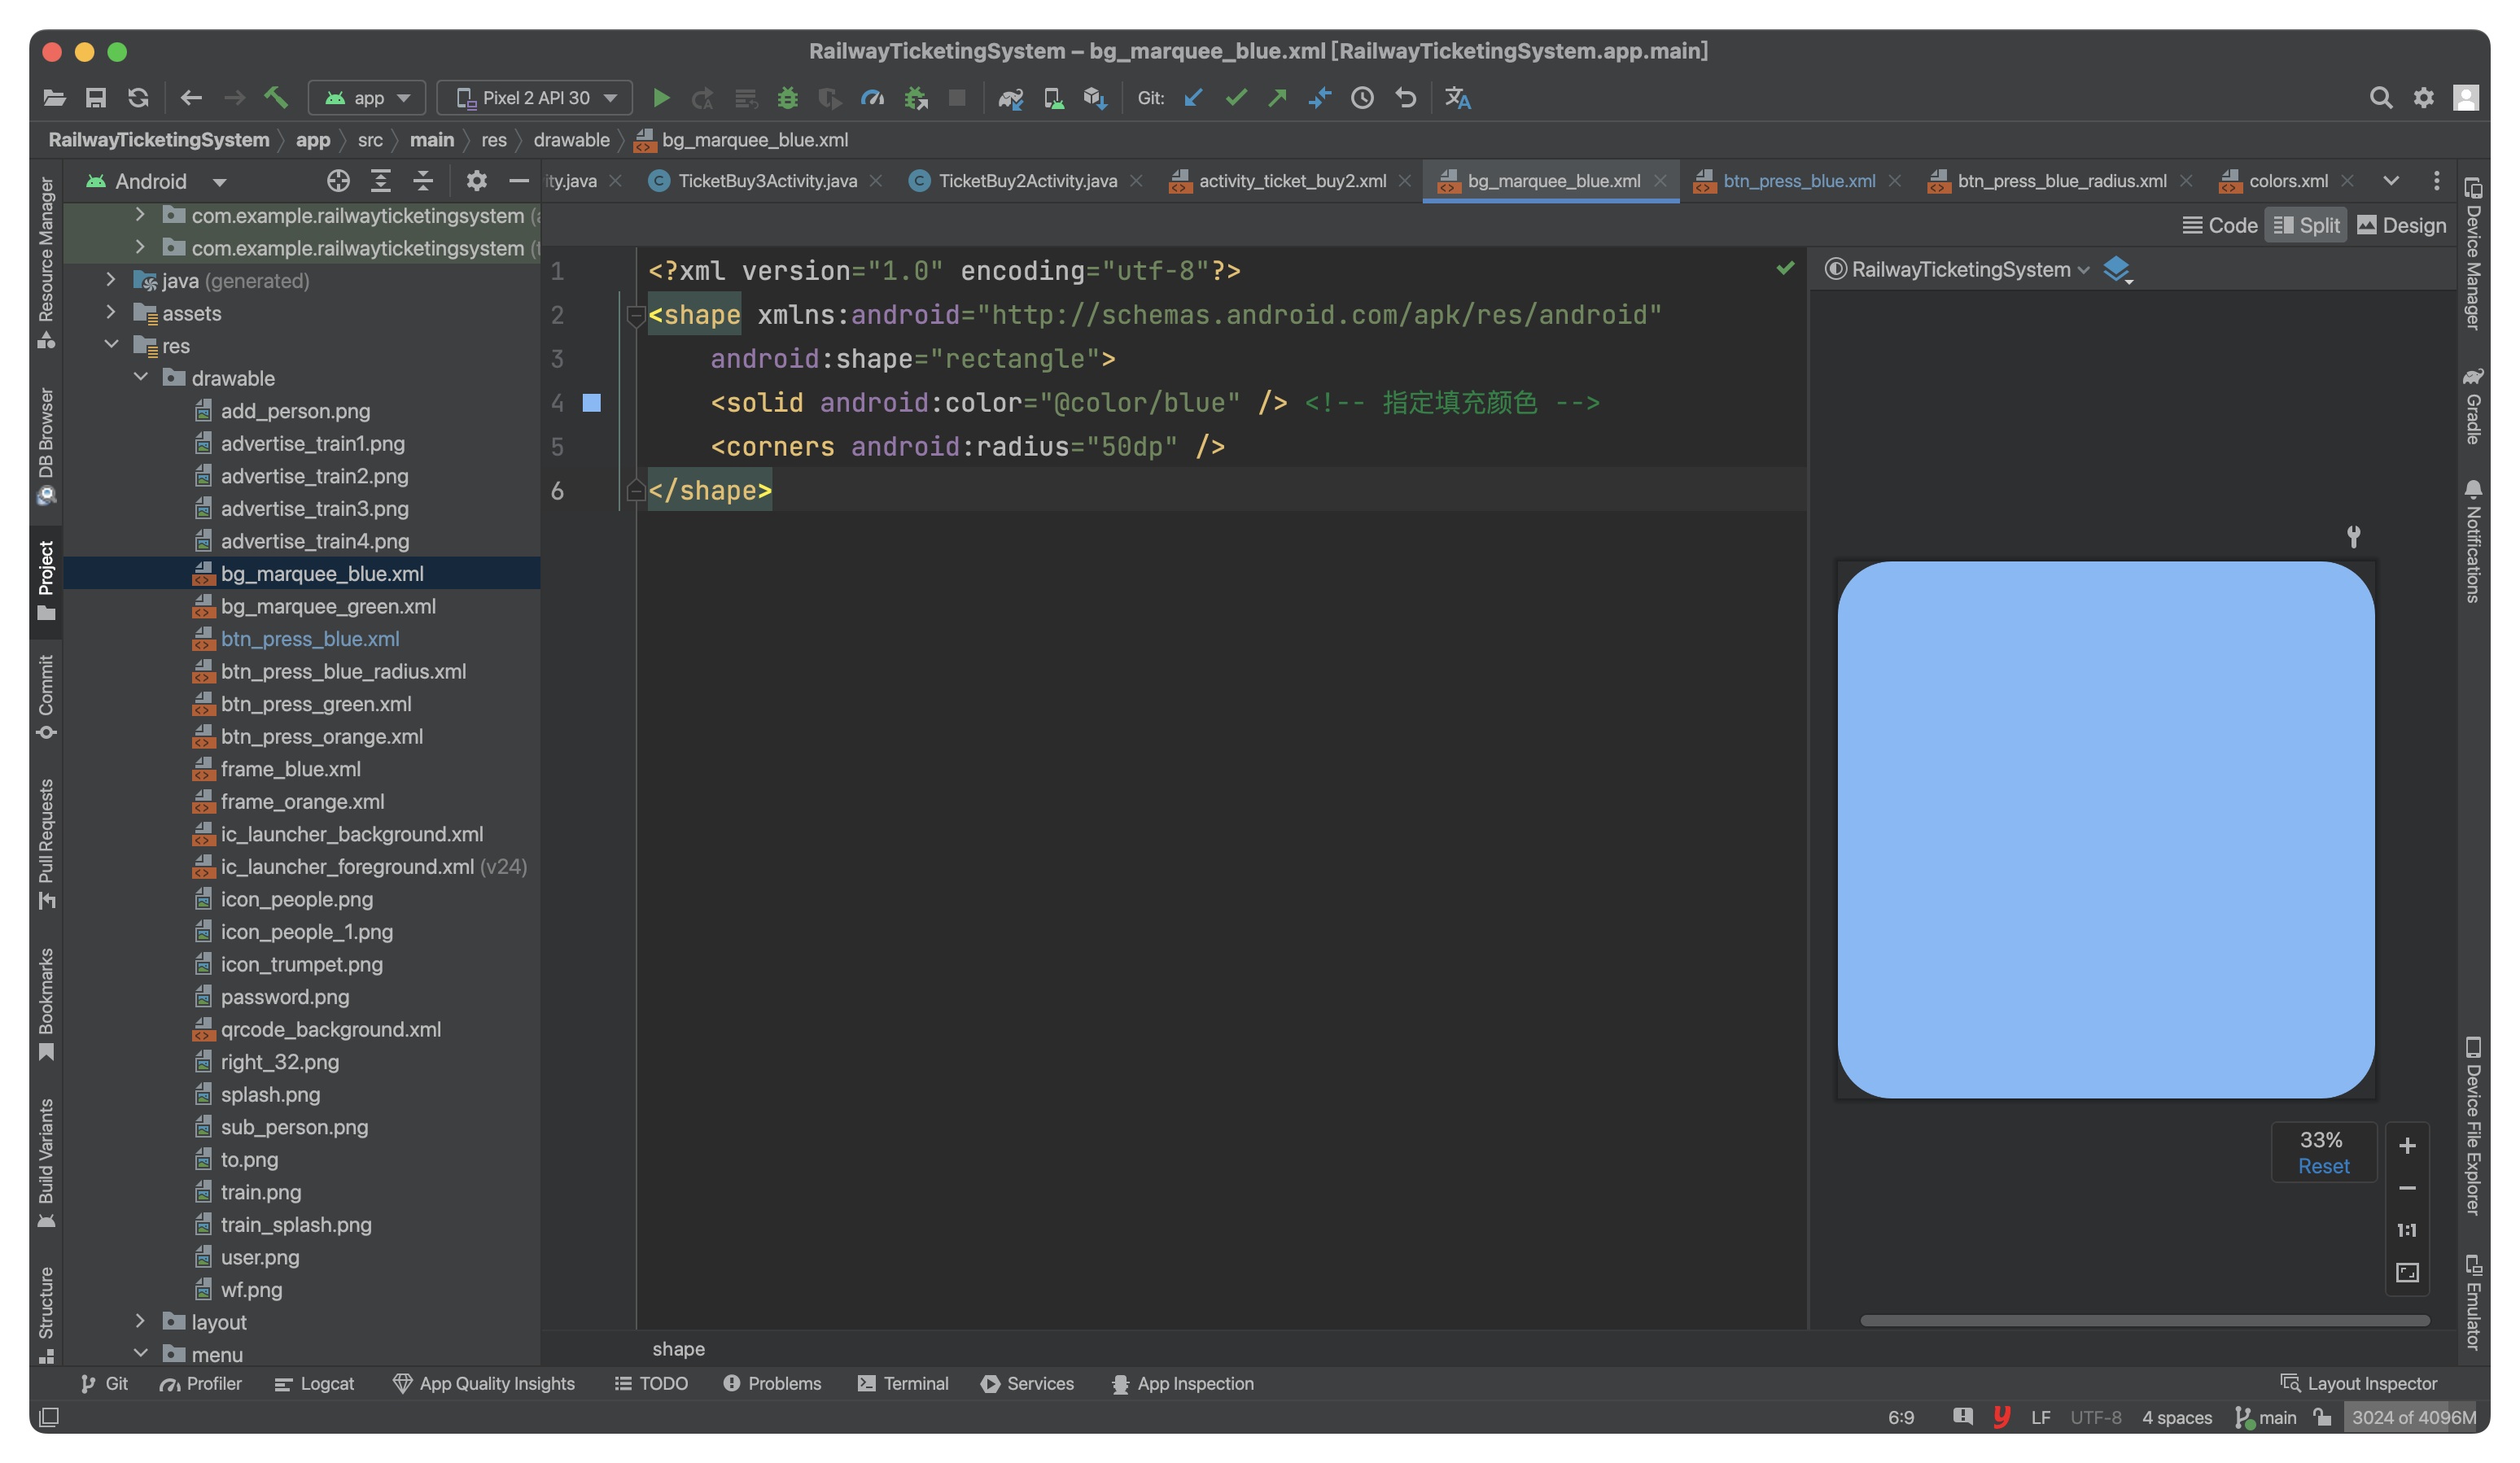 RailwayTicketingSystem – bg_marquee_blue.xml [RailwayTicketingSystem.app.main]
app
Pixel 2 API 30
Git:
RailwayTicketingSystem
app
src
main
res
drawable
bg_marquee_blue.xml
Android
ity.java
TicketBuy3Activity.java
TicketBuy2Activity.java
activity_ticket_buy2.xml
bg_marquee_blue.xml
btn_press_blue.xml
btn_press_blue_radius.xml
colors.xml
Code
Split
Design
Resource Manager
DB Browser
Project
Commit
Pull Requests
Bookmarks
Build Variants
Structure
com.example.railwayticketingsystem (a
com.example.railwayticketingsystem (t
java (generated)
assets
res
drawable
add_person.png
advertise_train1.png
advertise_train2.png
advertise_train3.png
advertise_train4.png
bg_marquee_blue.xml
bg_marquee_green.xml
btn_press_blue.xml
btn_press_blue_radius.xml
btn_press_green.xml
btn_press_orange.xml
frame_blue.xml
frame_orange.xml
ic_launcher_background.xml
ic_launcher_foreground.xml (v24)
icon_people.png
icon_people_1.png
icon_trumpet.png
password.png
qrcode_background.xml
right_32.png
splash.png
sub_person.png
to.png
train.png
train_splash.png
user.png
wf.png
layout
menu
1 <?xml version="1.0" encoding="utf-8"?>
2 <shape xmlns:android="http://schemas.android.com/apk/res/android"
3 android:shape="rectangle">
4 <solid android:color="@color/blue" /> <!-- 指定填充颜色 -->
5 <corners android:radius="50dp" />
6 </shape>
shape
RailwayTicketingSystem
33%
Reset
1:1
Device Manager
Gradle
Notifications
Device File Explorer
Emulator
Git
Profiler
Logcat
App Quality Insights
TODO
Problems
Terminal
Services
App Inspection
Layout Inspector
6:9
y
LF
UTF-8
4 spaces
main
3024 of 4096M